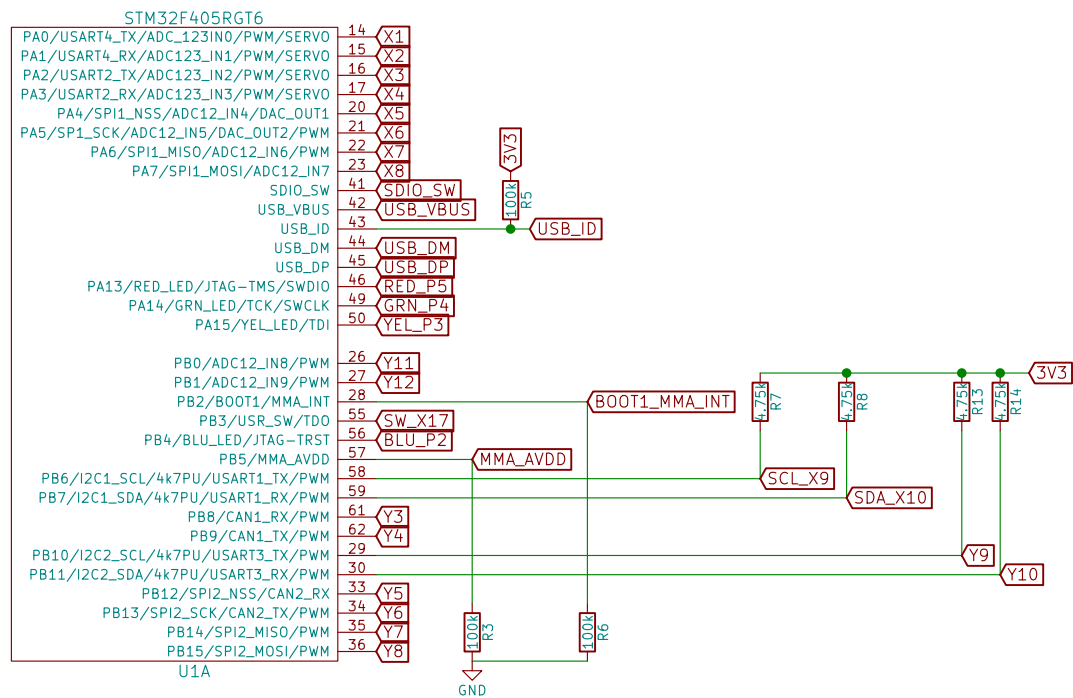 STM32F405RGT6
PA0/USART4_TX/ADC_123IN0/PWM/SERVO 14 X1
PA1/USART4_RX/ADC123_IN1/PWM/SERVO 15 X2
PA2/USART2_TX/ADC123_IN2/PWM/SERVO 16 X3
PA3/USART2_RX/ADC123_IN3/PWM/SERVO 17 X4
PA4/SPI1_NSS/ADC12_IN4/DAC_OUT1 20 X5
PA5/SP1_SCK/ADC12_IN5/DAC_OUT2/PWM 21 X6
PA6/SPI1_MISO/ADC12_IN6/PWM 22 X7
PA7/SPI1_MOSI/ADC12_IN7 23 X8
3V3
SDIO_SW 41 SDIO_SW
100k R5
USB_VBUS 42 USB_VBUS
USB_ID 43 USB_ID
USB_DM 44 USB_DM
USB_DP 45 USB_DP
PA13/RED_LED/JTAG-TMS/SWDIO 46 RED_P5
PA14/GRN_LED/TCK/SWCLK 49 GRN_P4
PA15/YEL_LED/TDI 50 YEL_P3
PB0/ADC12_IN8/PWM 26 Y11
3V3
PB1/ADC12_IN9/PWM 27 Y12
PB2/BOOT1/MMA_INT 28 BOOT1_MMA_INT
4.75k R7 4.75k R8 4.75k R13 4.75k R14
PB3/USR_SW/TDO 55 SW_X17
PB4/BLU_LED/JTAG-TRST 56 BLU_P2
PB5/MMA_AVDD 57 MMA_AVDD
PB6/I2C1_SCL/4k7PU/USART1_TX/PWM 58 SCL_X9
PB7/I2C1_SDA/4k7PU/USART1_RX/PWM 59 SDA_X10
PB8/CAN1_RX/PWM 61 Y3
PB9/CAN1_TX/PWM 62 Y4
PB10/I2C2_SCL/4k7PU/USART3_TX/PWM 29 Y9
PB11/I2C2_SDA/4k7PU/USART3_RX/PWM 30 Y10
PB12/SPI2_NSS/CAN2_RX 33 Y5
PB13/SPI2_SCK/CAN2_TX/PWM 34 Y6
PB14/SPI2_MISO/PWM 35 Y7
100k R3 100k R6
PB15/SPI2_MOSI/PWM 36 Y8
U1A
GND